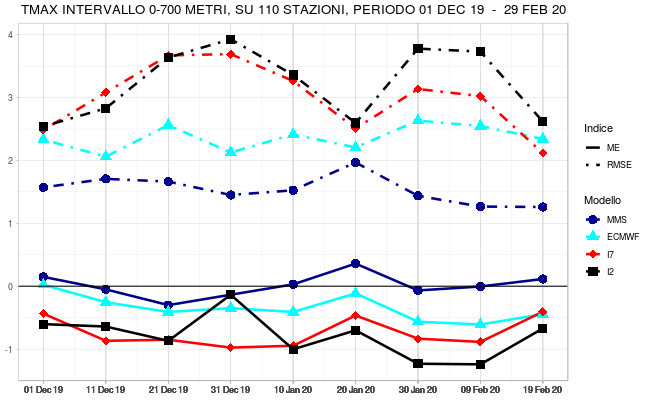 TMAX INTERVALLO 0-700 METRI, SU 110 STAZIONI, PERIODO 01 DEC 19 - 29 FEB 20
4
3
2
1
0
-1
01 Dec 19 11 Dec 19 21 Dec 19 31 Dec 19 10 Jan 20 20 Jan 20 30 Jan 20 09 Feb 20 19 Feb 20
Indice
ME
RMSE
Modello
MMS
ECMWF
I7
I2